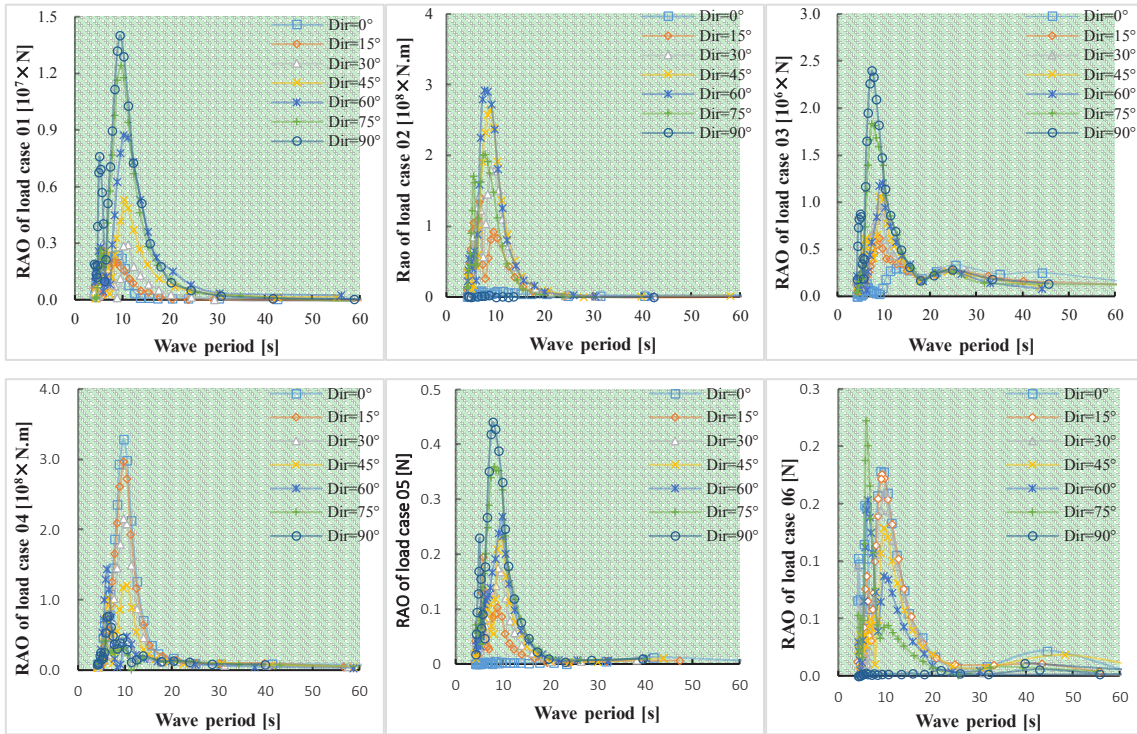 RAO of load case 01 [10⁷× N]
1.5
1.2
0.9
0.6
0.3
0.0
0 10 20 30 40 50 60
Wave period [s]
Dir=0°
Dir=15°
Dir=30°
Dir=45°
Dir=60°
Dir=75°
Dir=90°
Rao of load case 02 [10⁸× N.m]
4
3
2
1
0
0 10 20 30 40 50 60
Wave period [s]
Dir=0°
Dir=15°
Dir=30°
Dir=45°
Dir=60°
Dir=75°
Dir=90°
RAO of load case 03 [10⁶× N]
3.0
2.5
2.0
1.5
1.0
0.5
0.0
0 10 20 30 40 50 60
Wave period [s]
Dir=0°
Dir=15°
Dir=30°
Dir=45°
Dir=60°
Dir=75°
Dir=90°
RAO of load case 04 [10⁸× N.m]
4.0
3.0
2.0
1.0
0.0
0 10 20 30 40 50 60
Wave period [s]
Dir=0°
Dir=15°
Dir=30°
Dir=45°
Dir=60°
Dir=75°
Dir=90°
RAO of load case 05 [N]
0.5
0.4
0.3
0.2
0.1
0
0 10 20 30 40 50 60
Wave period [s]
Dir=0°
Dir=15°
Dir=30°
Dir=45°
Dir=60°
Dir=75°
Dir=90°
RAO of load case 06 [N]
0.3
0.2
0.2
0.1
0.1
0.0
0 10 20 30 40 50 60
Wave period [s]
Dir=0°
Dir=15°
Dir=30°
Dir=45°
Dir=60°
Dir=75°
Dir=90°